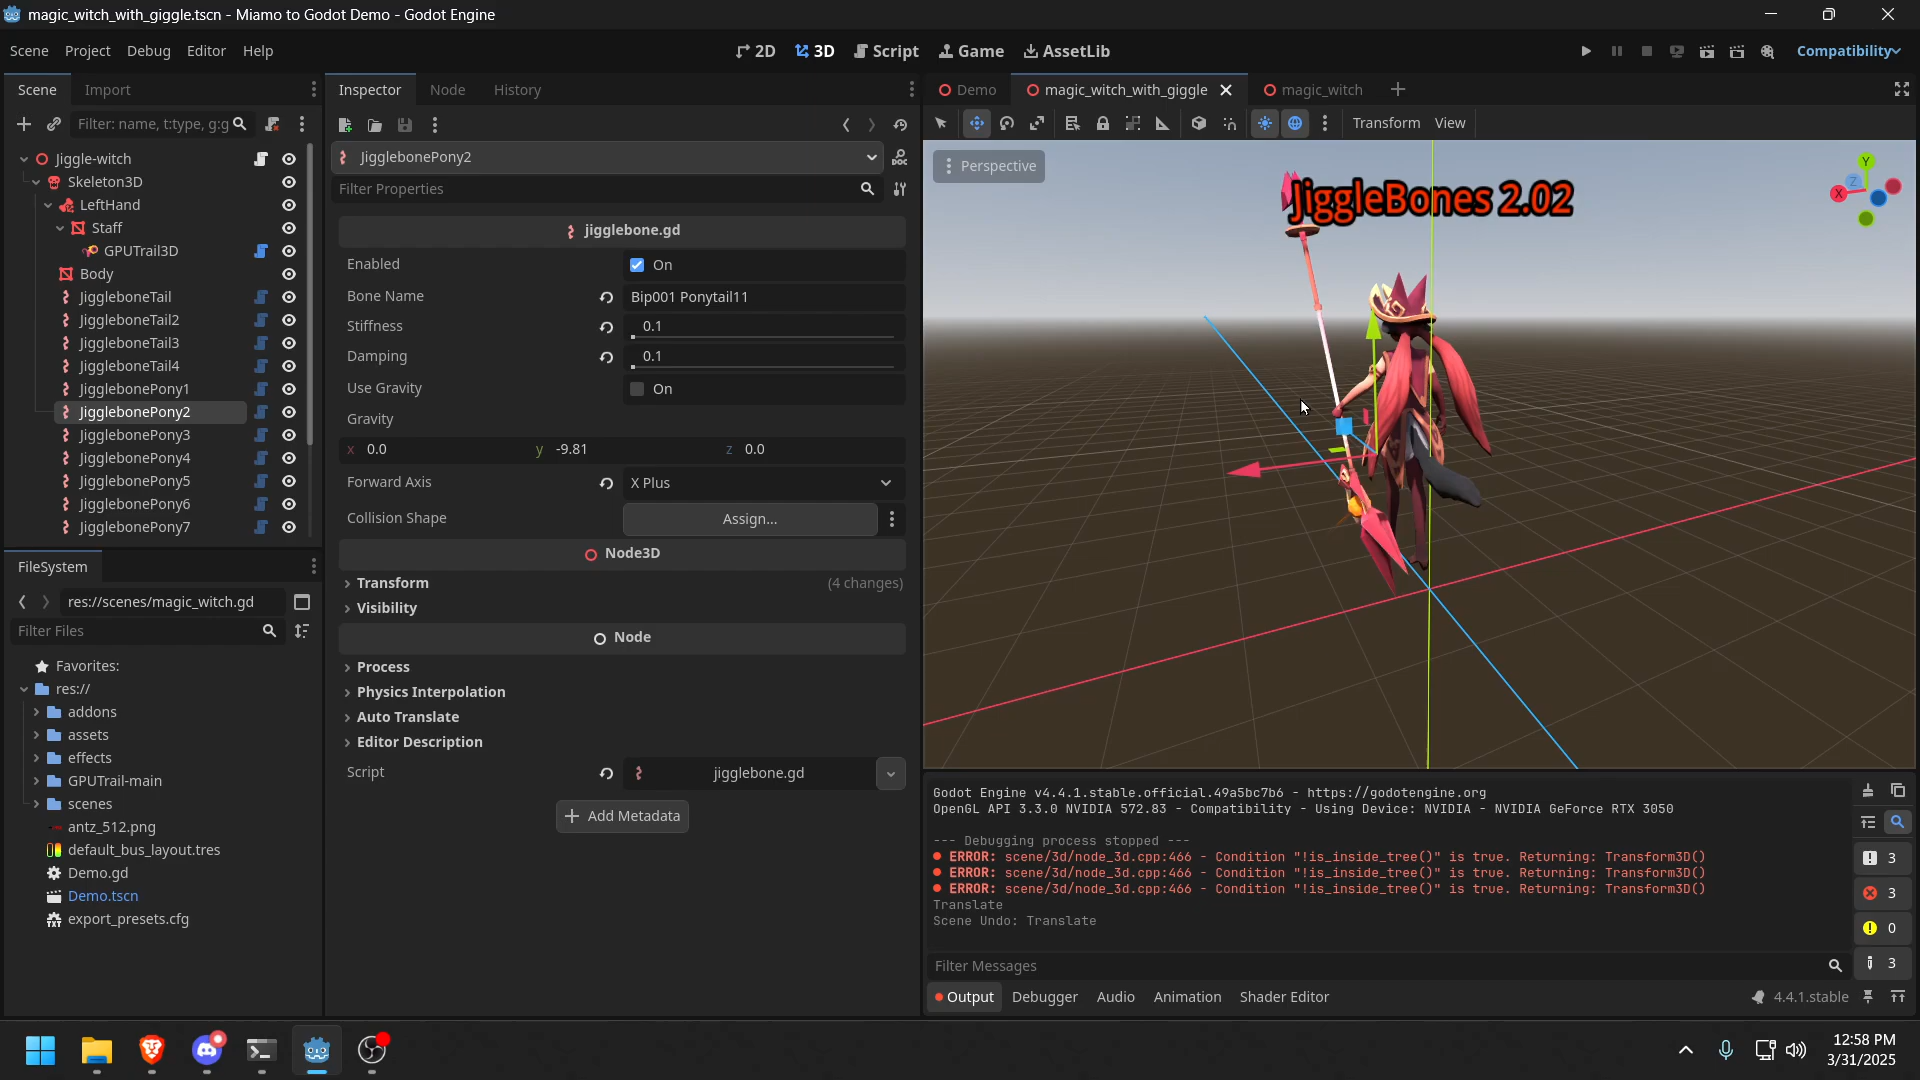 magic_witch_with_giggle.tscn - Miamo to Godot Demo - Godot Engine
Scene Project Debug Editor Help
2D 3D Script Game AssetLib
Compatibility
Scene Import
Filter: name, t:type, g:g
Jiggle-witch
Skeleton3D
LeftHand
Staff
GPUTrail3D
Body
JiggleboneTail
JiggleboneTail2
JiggleboneTail3
JiggleboneTail4
JigglebonePony1
JigglebonePony2
JigglebonePony3
JigglebonePony4
JigglebonePony5
JigglebonePony6
JigglebonePony7
FileSystem
res://scenes/magic_witch.gd
Filter Files
Favorites:
res://
addons
assets
effects
GPUTrail-main
scenes
antz_512.png
default_bus_layout.tres
Demo.gd
Demo.tscn
export_presets.cfg
Inspector Node History
JigglebonePony2
DOC
Filter Properties
jigglebone.gd
Enabled On
Bone Name Bip001 Ponytail11
Stiffness 0.1
Damping 0.1
Use Gravity On
Gravity
x 0.0 y -9.81 z 0.0
Forward Axis X Plus
Collision Shape Assign...
Node3D
Transform (4 changes)
Visibility
Node
Process
Physics Interpolation
Auto Translate
Editor Description
Script jigglebone.gd
Add Metadata
Demo magic_witch_with_giggle magic_witch
Transform View
Perspective
JiggleBones 2.02
Y
Z
X
Godot Engine v4.4.1.stable.official.49a5bc7b6 - https://godotengine.org
OpenGL API 3.3.0 NVIDIA 572.83 - Compatibility - Using Device: NVIDIA - NVIDIA GeForce RTX 3050
--- Debugging process stopped ---
ERROR: scene/3d/node_3d.cpp:466 - Condition "!is_inside_tree()" is true. Returning: Transform3D()
ERROR: scene/3d/node_3d.cpp:466 - Condition "!is_inside_tree()" is true. Returning: Transform3D()
ERROR: scene/3d/node_3d.cpp:466 - Condition "!is_inside_tree()" is true. Returning: Transform3D()
Translate
Scene Undo: Translate
3
3
0
3
Filter Messages
Output Debugger Audio Animation Shader Editor
4.4.1.stable
12:58 PM
3/31/2025